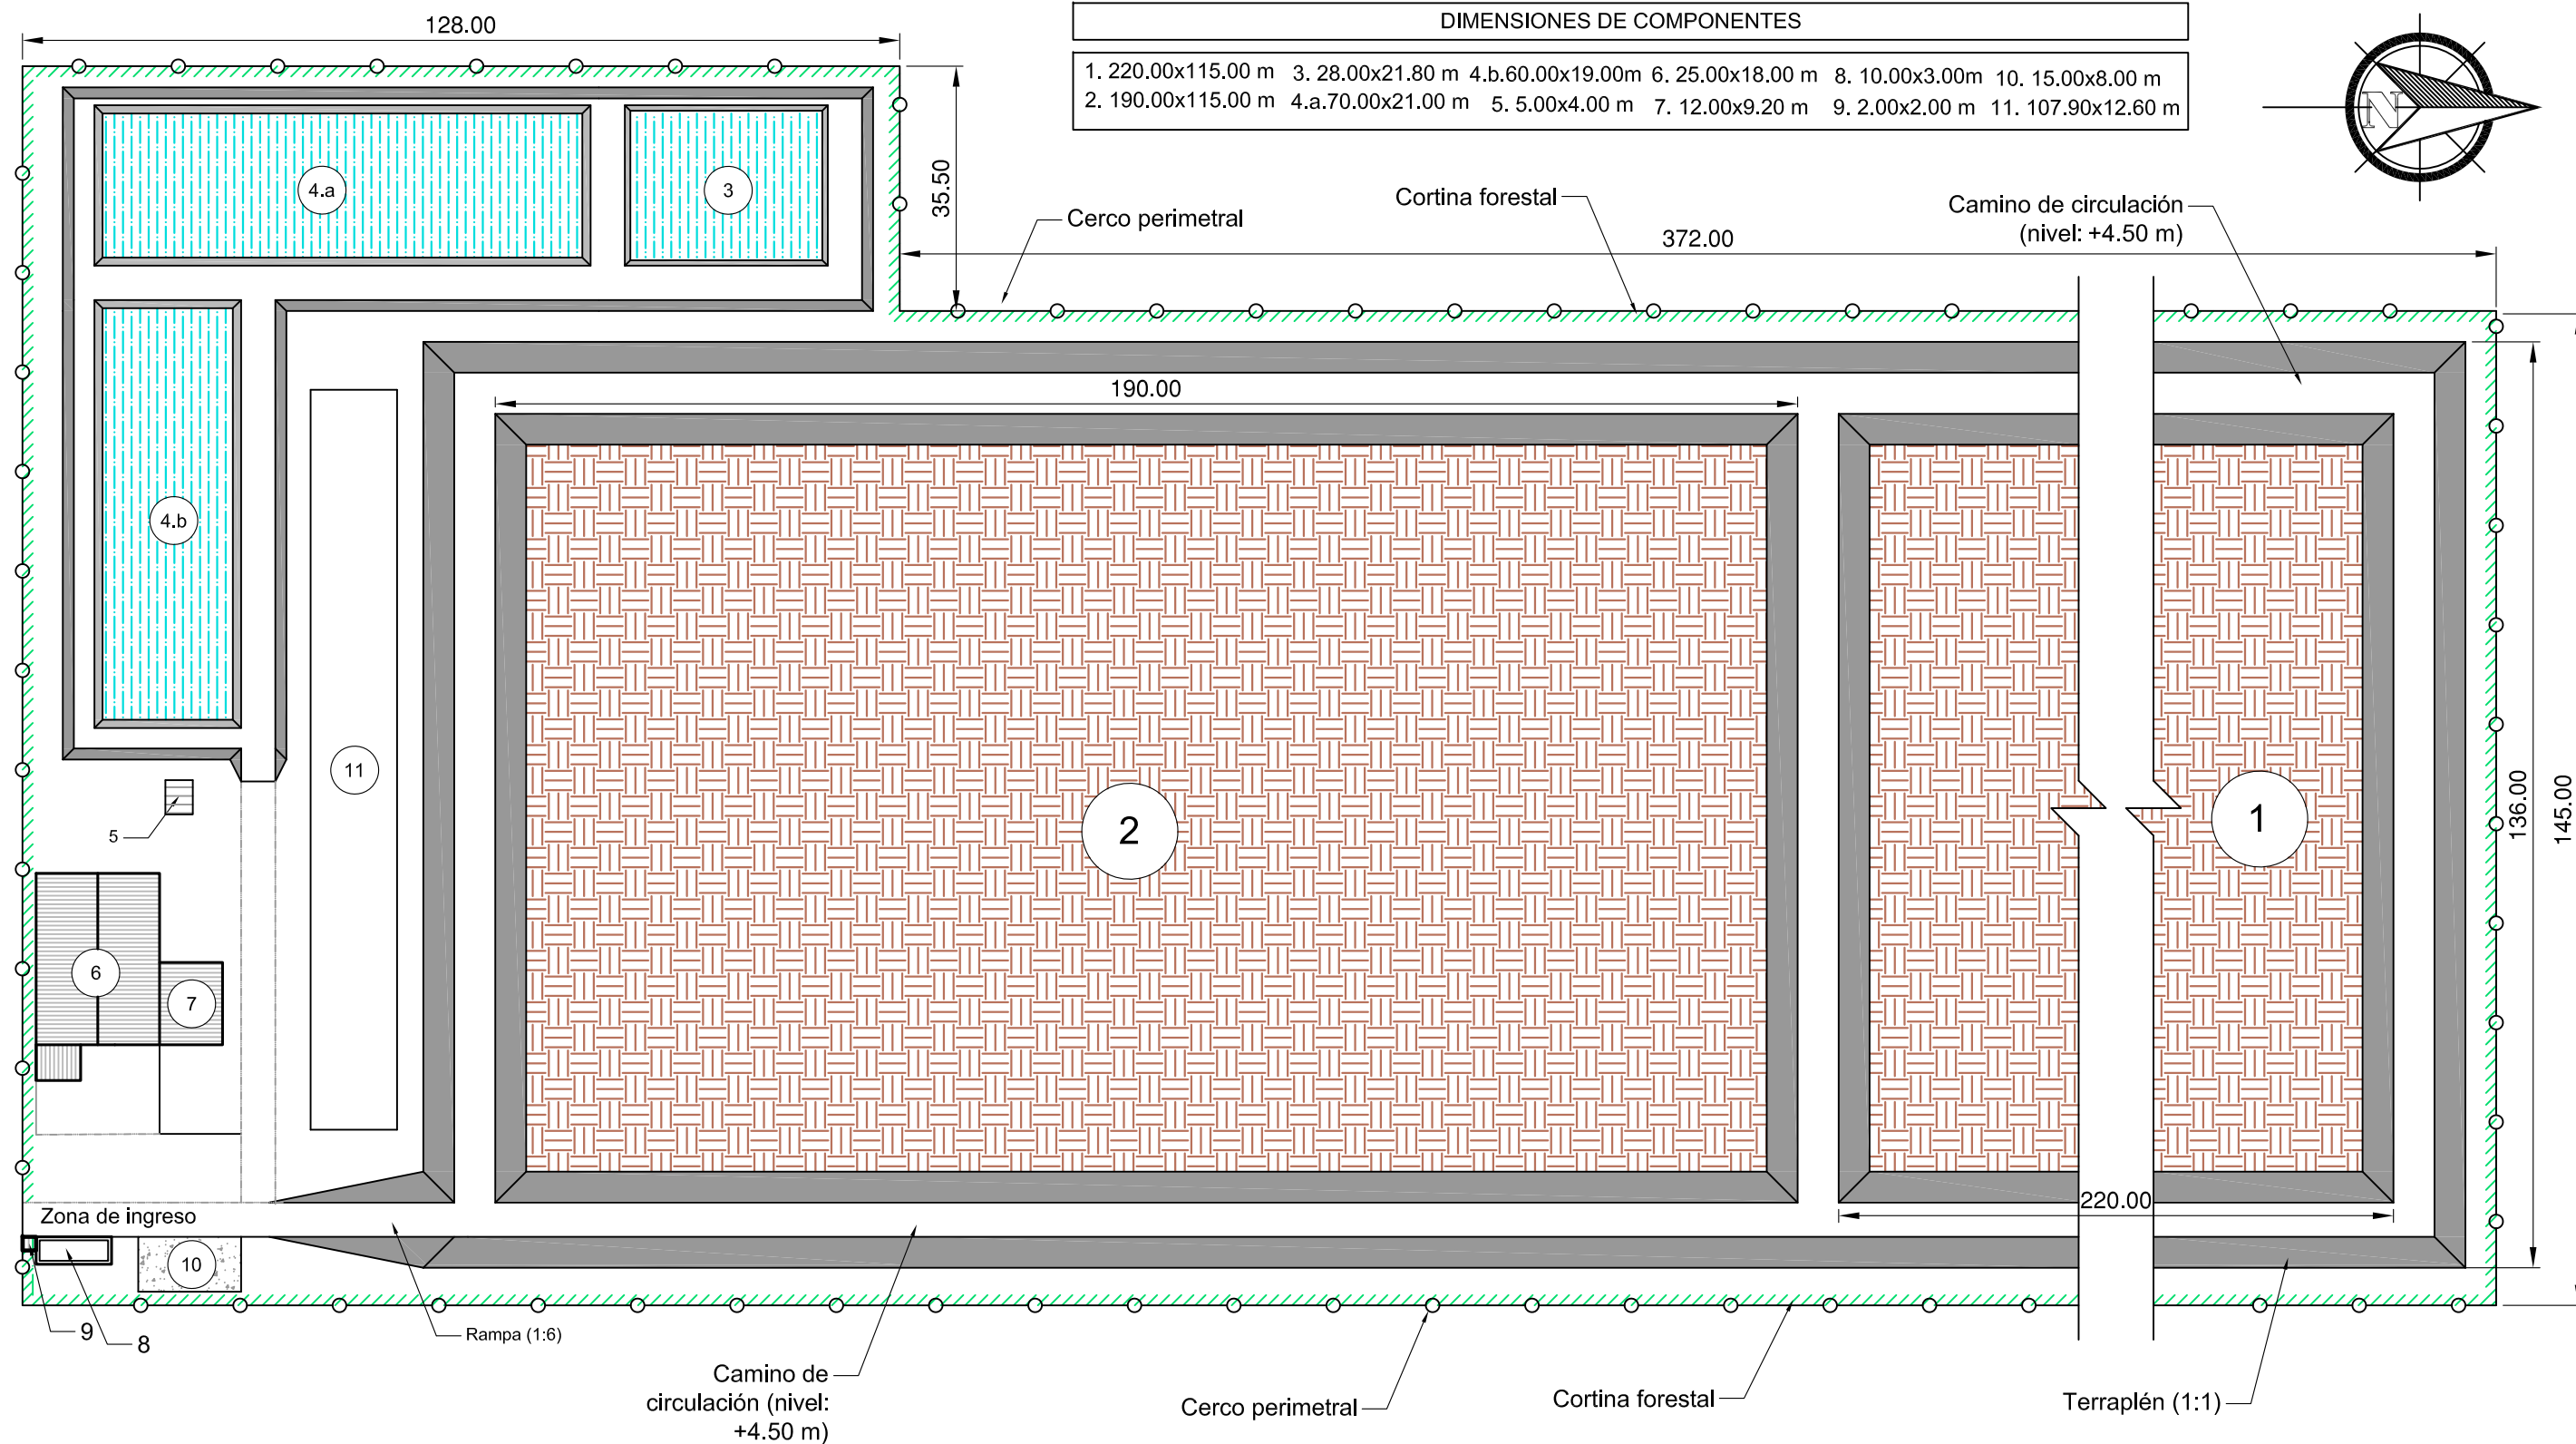 128.00
DIMENSIONES DE COMPONENTES
1. 220.00x115.00 m 3. 28.00x21.80 m 4.b.60.00x19.00m 6. 25.00x18.00 m 8. 10.00x3.00m 10. 15.00x8.00 m
2. 190.00x115.00 m 4.a.70.00x21.00 m 5. 5.00x4.00 m 7. 12.00x9.20 m 9. 2.00x2.00 m 11. 107.90x12.60 m
N
35.50
4.a
3
Cerco perimetral
Cortina forestal
Camino de circulación
(nivel: +4.50 m)
372.00
190.00
4.b
11
5
2
1
136.00
145.00
6
7
220.00
Zona de ingreso
10
9
8
Rampa (1:6)
Camino de
circulación (nivel:
+4.50 m)
Cerco perimetral
Cortina forestal
Terraplén (1:1)